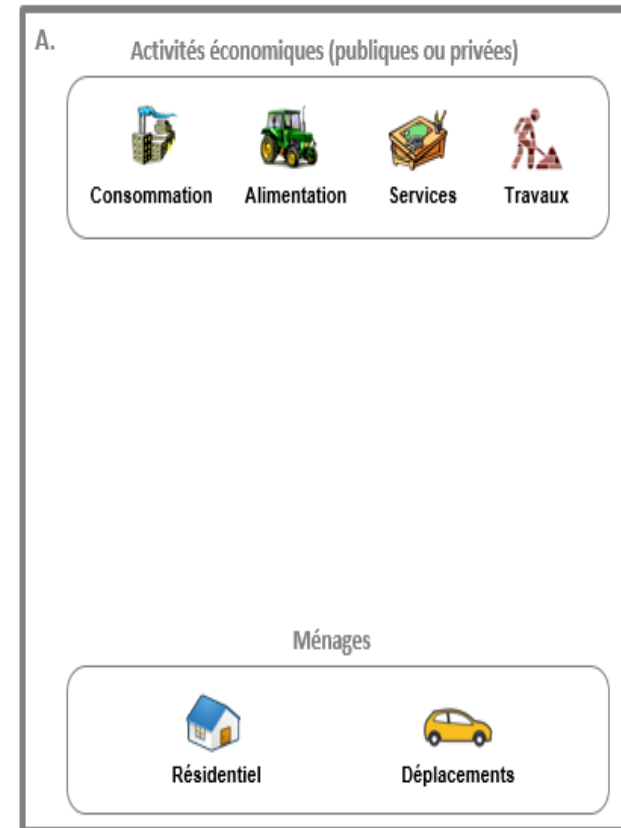 A.
Activités économiques (publiques ou privées)
Consommation Alimentation Services Travaux
Ménages
Résidentiel Déplacements